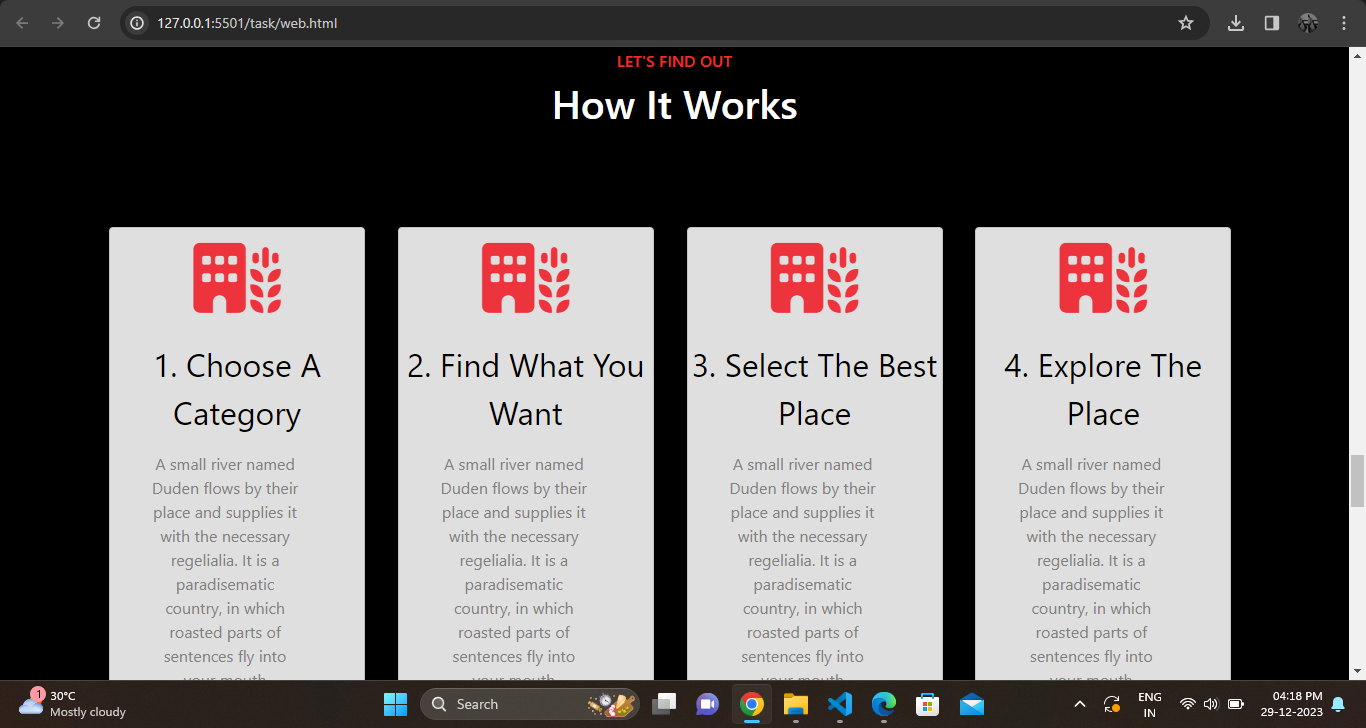 127.0.0.1:5501/task/web.html
LET'S FIND OUT
How It Works
1. Choose A
Category
A small river named
Duden flows by their
place and supplies it
with the necessary
regelialia. It is a
paradisematic
country, in which
roasted parts of
sentences fly into
your mouth
2. Find What You
Want
A small river named
Duden flows by their
place and supplies it
with the necessary
regelialia. It is a
paradisematic
country, in which
roasted parts of
sentences fly into
your mouth
3. Select The Best
Place
A small river named
Duden flows by their
place and supplies it
with the necessary
regelialia. It is a
paradisematic
country, in which
roasted parts of
sentences fly into
your mouth
4. Explore The
Place
A small river named
Duden flows by their
place and supplies it
with the necessary
regelialia. It is a
paradisematic
country, in which
roasted parts of
sentences fly into
your mouth
1
30°C
Mostly cloudy
Search
ENG
IN
04:18 PM
29-12-2023